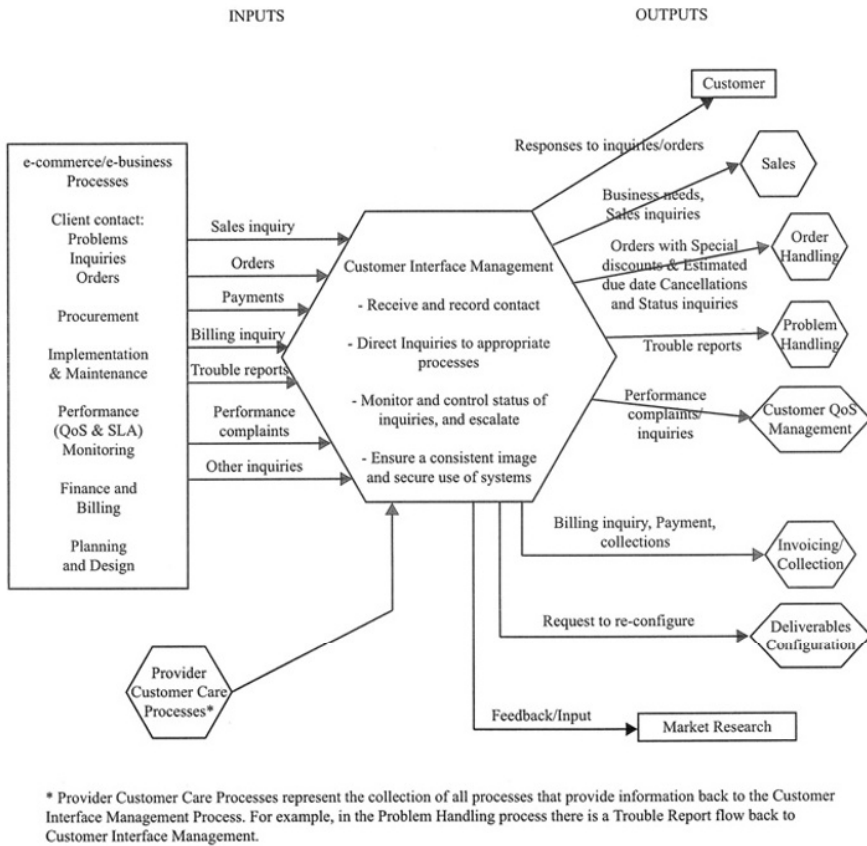 INPUTS
OUTPUTS
e-commerce/e-business
Processes
Client contact:
Problems
Inquiries
Orders
Procurement
Implementation
& Maintenance
Performance
(QoS & SLA)
Monitoring
Finance and
Billing
Planning
and Design
Sales inquiry
Orders
Payments
Billing inquiry
Trouble reports
Performance
complaints
Other inquiries
Provider
Customer Care
Processes*
Customer Interface Management
- Receive and record contact
- Direct Inquiries to appropriate
processes
- Monitor and control status of
inquiries, and escalate
- Ensure a consistent image
and secure use of systems
Responses to inquiries/orders
Customer
Business needs,
Sales inquiries
Sales
Orders with Special
discounts & Estimated
due date Cancellations
and Status inquiries
Order
Handling
Trouble reports
Problem
Handling
Performance
complaints/
inquiries
Customer QoS
Management
Billing inquiry, Payment,
collections
Invoicing/
Collection
Request to re-configure
Deliverables
Configuration
Feedback/Input
Market Research
* Provider Customer Care Processes represent the collection of all processes that provide information back to the Customer
Interface Management Process. For example, in the Problem Handling process there is a Trouble Report flow back to
Customer Interface Management.